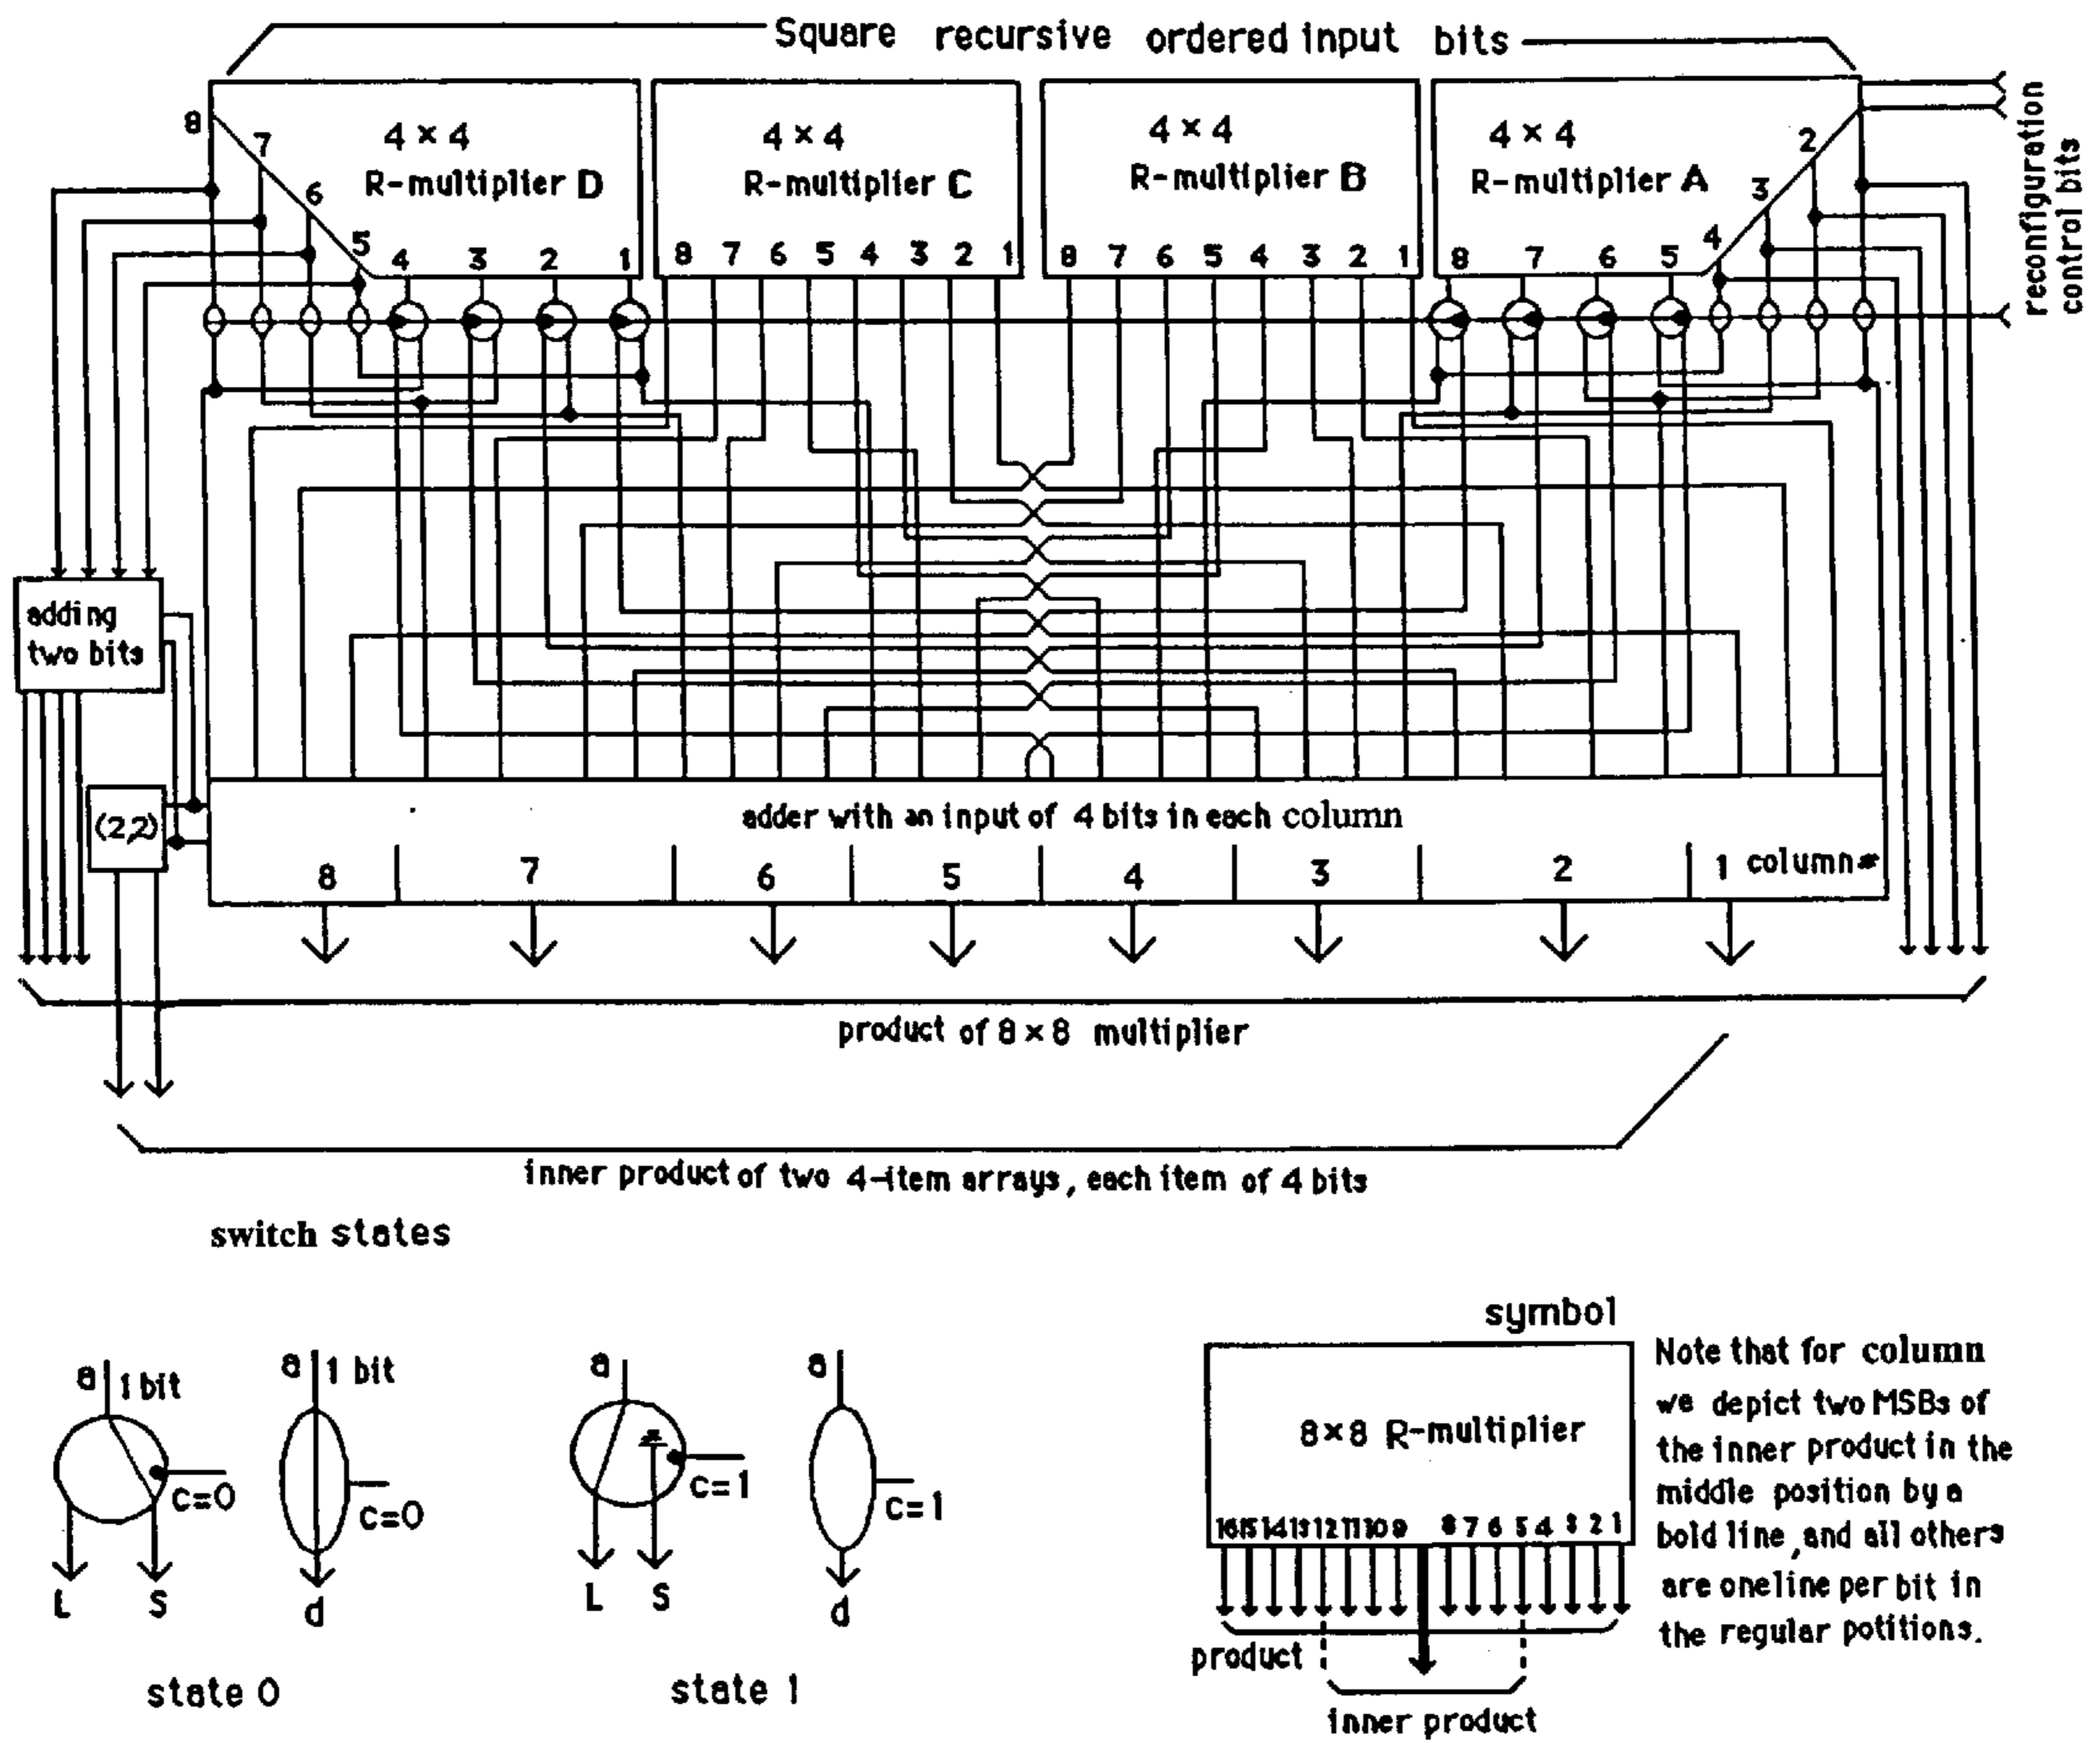 Square recursive ordered input bits
4 × 4
R-multiplier D
4 × 4
R-multiplier C
4 × 4
R-multiplier B
4 × 4
R-multiplier A
8 7 6 5 4 3 2 1
8 7 6 5 4 3 2 1
8 7 6 5 4 3 2 1
8 7 6 5 4 3 2
reconfiguration
control bits
adding
two bits
(2,2)
adder with an input of 4 bits in each column
8 7 6 5 4 3 2 1 column#
product of 8 × 8 multiplier
inner product of two 4-item arrays, each item of 4 bits
switch states
a 1 bit
c=0
L S
a 1 bit
c=0
d
state 0
a
c=1
L S
a
c=1
d
state 1
symbol
8×8 R-multiplier
16 15 14 13 12 11 10 9 8 7 6 5 4 3 2 1
product
inner product
Note that for column
we depict two MSBs of
the inner product in the
middle position by a
bold line, and all others
are oneline per bit in
the regular potitions.